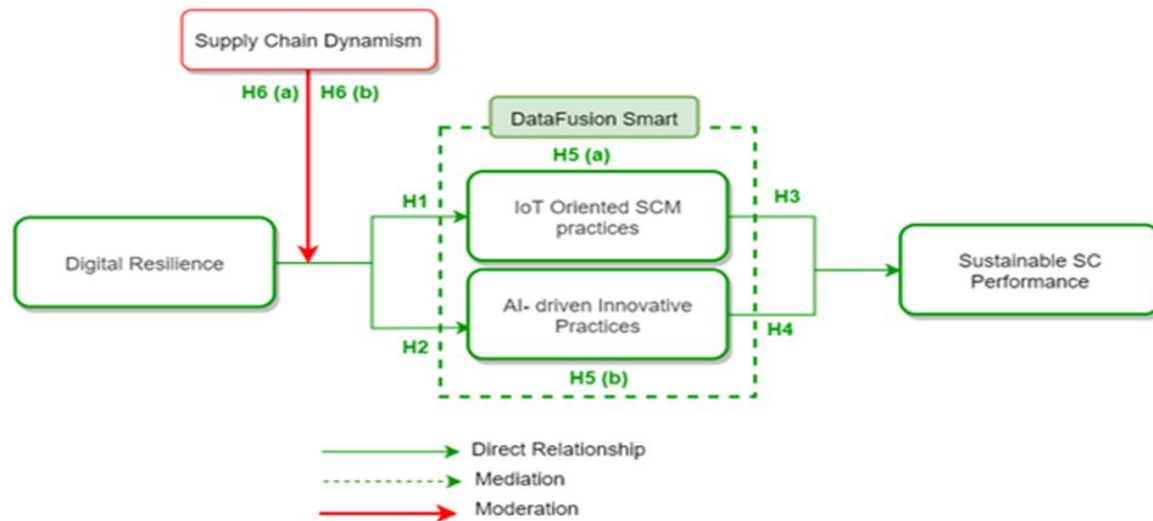 Supply Chain Dynamism
H6 (a) H6 (b)
DataFusion Smart
H5 (a)
H1
IoT Oriented SCM
practices
H3
Digital Resilience
Sustainable SC
Performance
AI- driven Innovative
Practices
H2
H4
H5 (b)
Direct Relationship
Mediation
Moderation